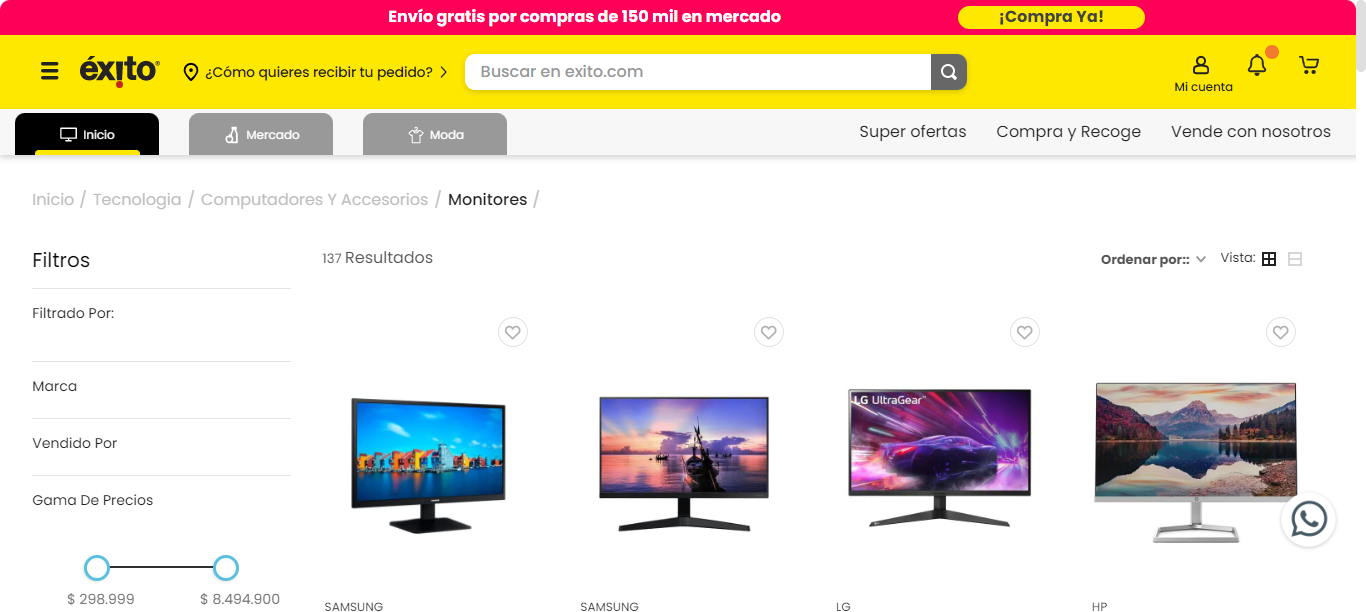 Envío gratis por compras de 150 mil en mercado
¡Compra Ya!
éxito
¿Cómo quieres recibir tu pedido?
Buscar en exito.com
Mi cuenta
Inicio
Mercado
Moda
Super ofertas
Compra y Recoge
Vende con nosotros
Inicio / Tecnologia / Computadores Y Accesorios / Monitores /
Filtros
137 Resultados
Ordenar por::
Vista:
Filtrado Por:
Marca
Vendido Por
Gama De Precios
$ 298.999
$ 8.494.900
LG UltraGear™
SAMSUNG
SAMSUNG
LG
HP